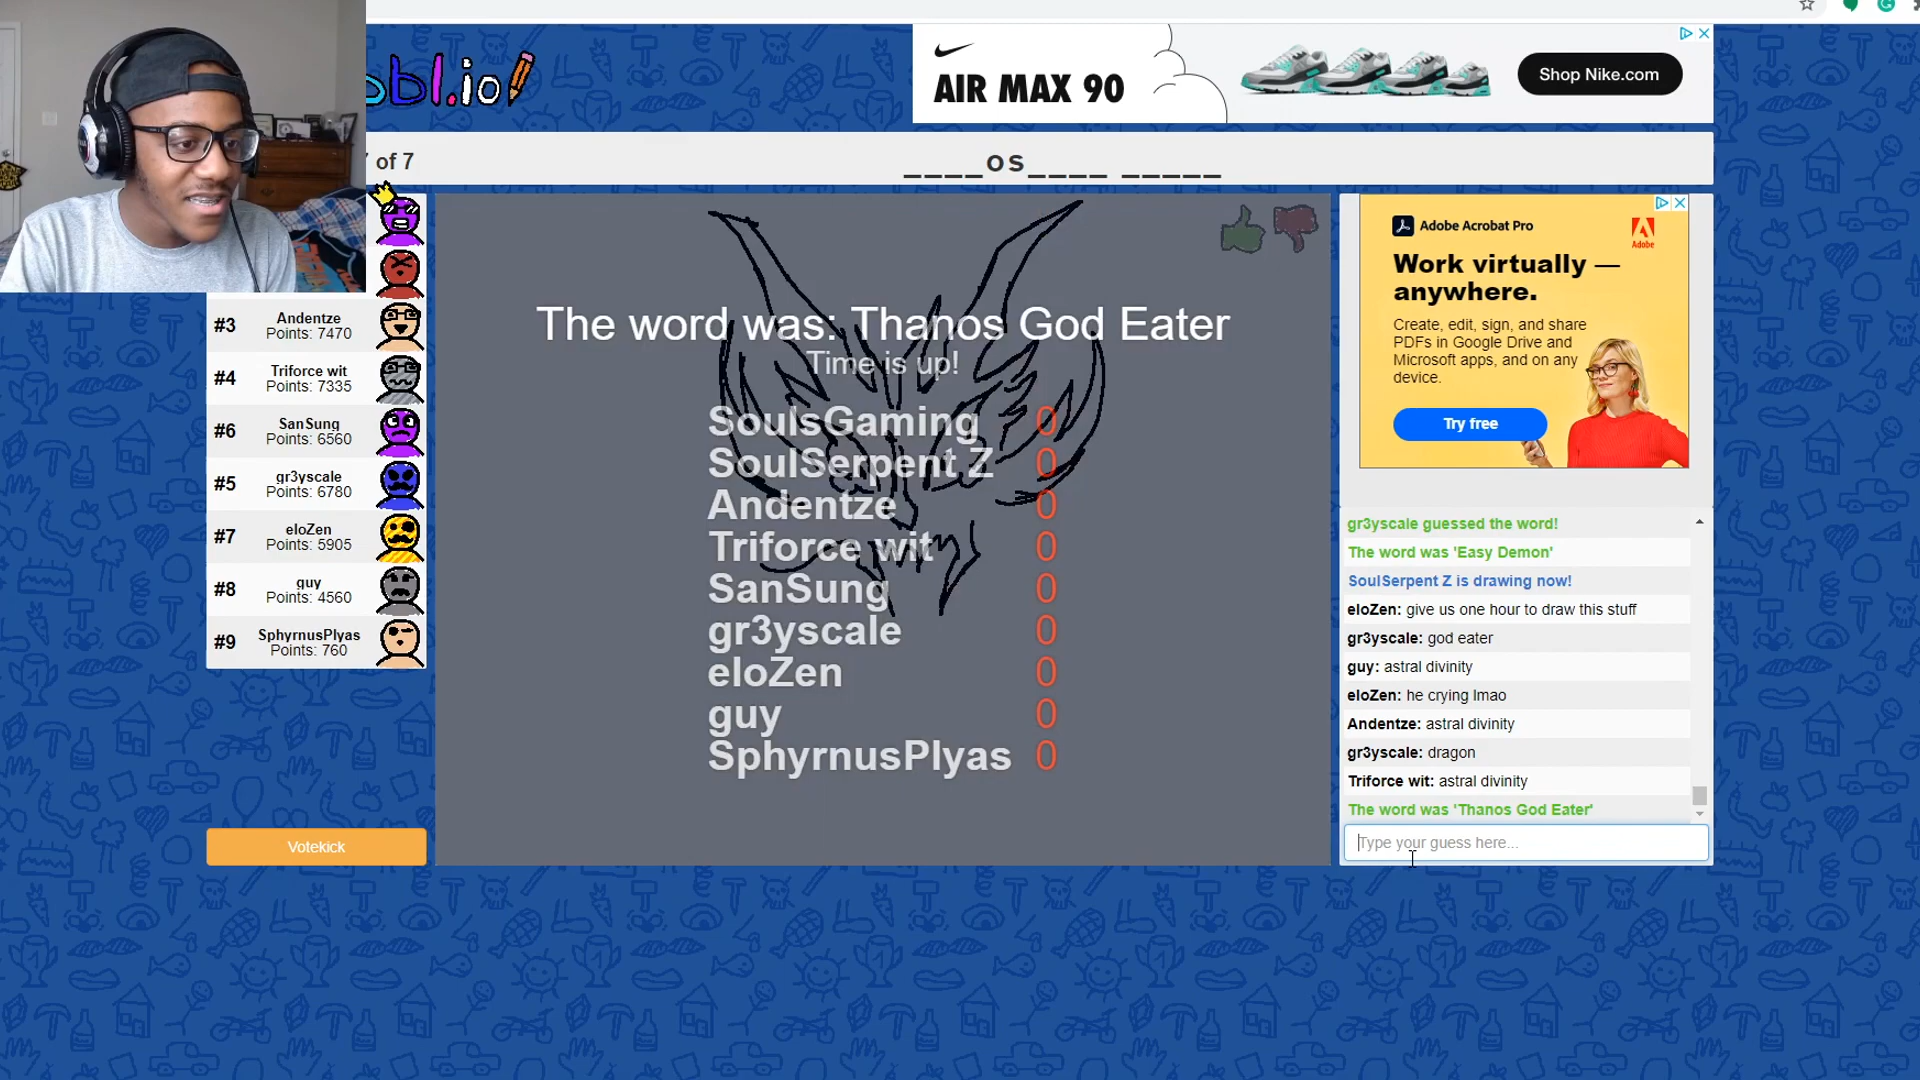 bl.io
AIR MAX 90
Shop Nike.com
of 7
____os____ _____
#3 Andentze
Points: 7470
#4 Triforce wit
Points: 7335
#6 SanSung
Points: 6560
#5 gr3yscale
Points: 6780
#7 eloZen
Points: 5905
#8 guy
Points: 4560
#9 SphyrnusPlyas
Points: 760
Votekick
The word was: Thanos God Eater
Time is up!
SoulsGaming 0
SoulSerpent Z 0
Andentze 0
Triforce wit 0
SanSung 0
gr3yscale 0
eloZen 0
guy 0
SphyrnusPlyas 0
Adobe Acrobat Pro
Adobe
Work virtually —
anywhere.
Create, edit, sign, and share
PDFs in Google Drive and
Microsoft apps, and on any
device.
Try free
gr3yscale guessed the word!
The word was 'Easy Demon'
SoulSerpent Z is drawing now!
eloZen: give us one hour to draw this stuff
gr3yscale: god eater
guy: astral divinity
eloZen: he crying lmao
Andentze: astral divinity
gr3yscale: dragon
Triforce wit: astral divinity
The word was 'Thanos God Eater'
Type your guess here...